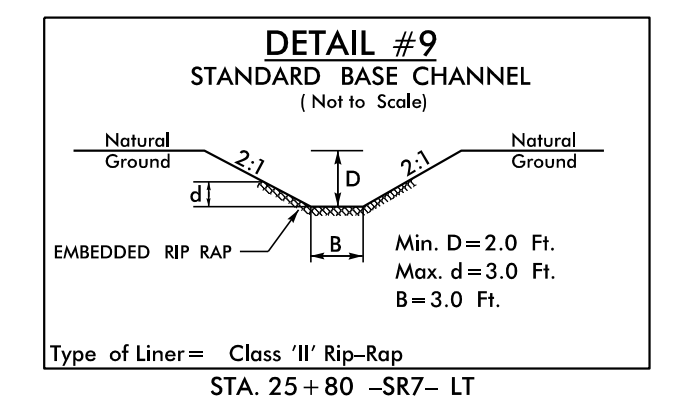 DETAIL #9
STANDARD BASE CHANNEL
( Not to Scale)
Natural
Ground
2:1
D
2:1
Natural
Ground
d
EMBEDDED RIP RAP
B
Min. D=2.0 Ft.
Max. d=3.0 Ft.
B=3.0 Ft.
Type of Liner= Class 'II' Rip-Rap
STA. 25+80 -SR7- LT